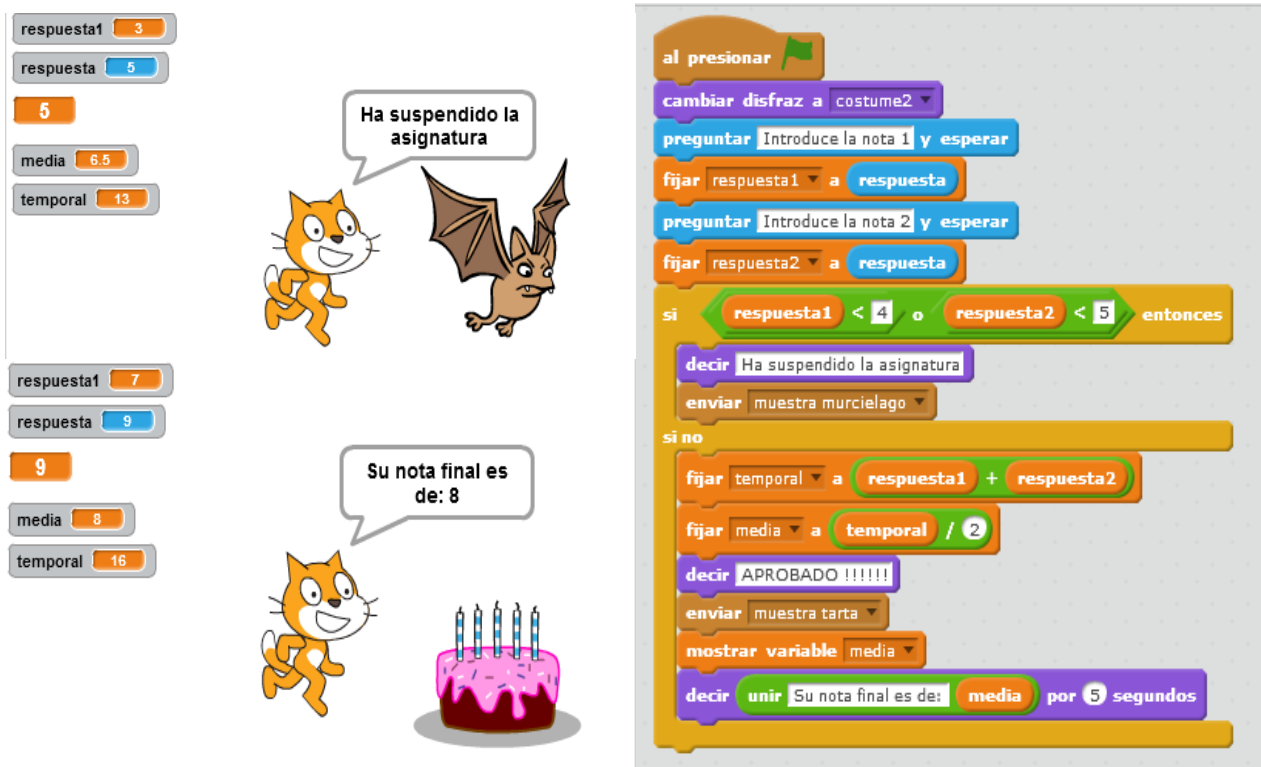 respuesta1 3
respuesta 5
5
media 6.5
temporal 13
Ha suspendido la
asignatura
respuesta1 7
respuesta 9
9
media 8
temporal 16
Su nota final es
de: 8
al presionar
cambiar disfraz a costume2
preguntar Introduce la nota 1 y esperar
fijar respuesta1 a respuesta
preguntar Introduce la nota 2 y esperar
fijar respuesta2 a respuesta
si respuesta1 < 4 o respuesta2 < 5 entonces
decir Ha suspendido la asignatura
enviar muestra murcielago
si no
fijar temporal a respuesta1 + respuesta2
fijar media a temporal / 2
decir APROBADO !!!!!!
enviar muestra tarta
mostrar variable media
decir unir Su nota final es de: media por 5 segundos